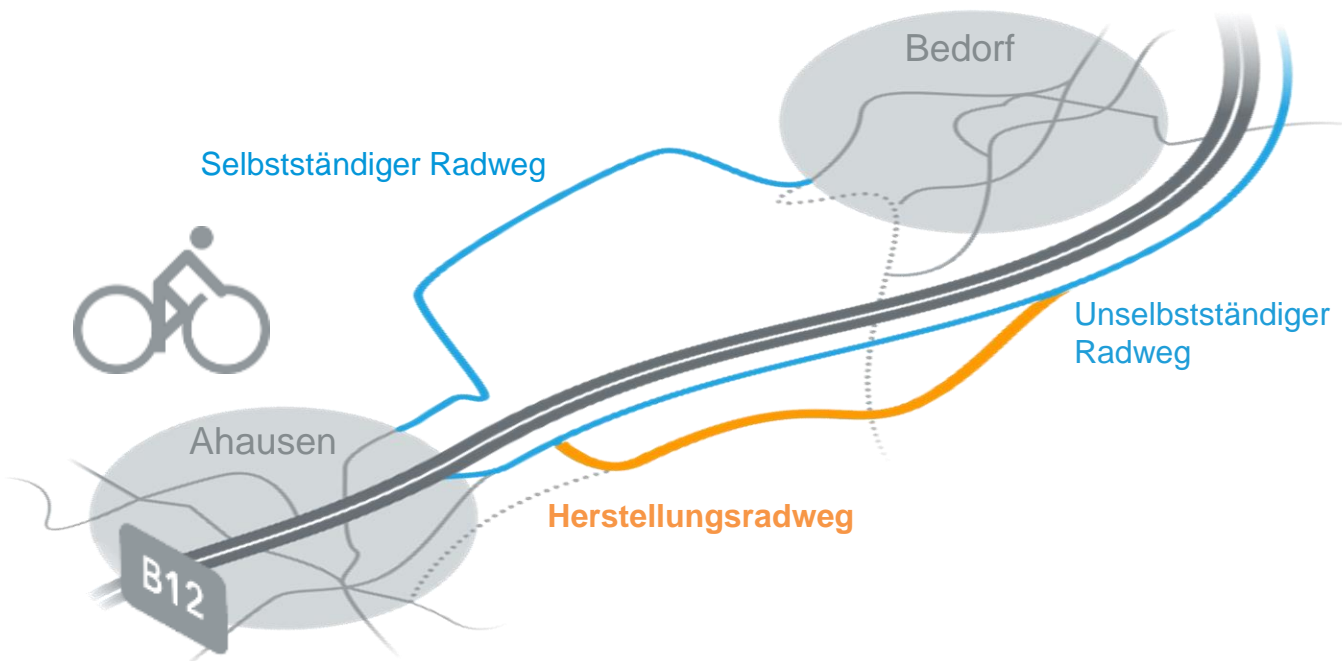 Bedorf
Selbstständiger Radweg
Unselbstständiger
Radweg
Ahausen
Herstellungsradweg
B12